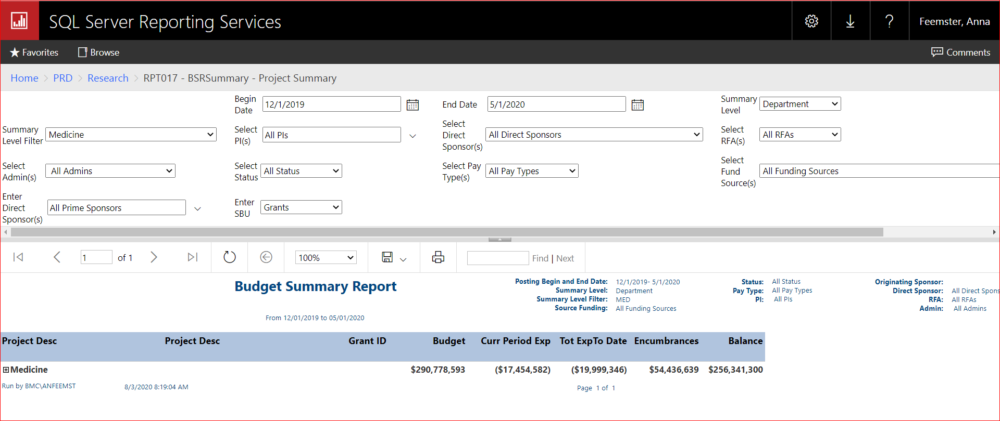 SQL Server Reporting Services
Feemster, Anna
Favorites
Browse
Comments
Home > PRD > Research > RPT017 - BSRSummary - Project Summary
Begin Date 12/1/2019
End Date 5/1/2020
Summary Level Department
Summary Level Filter Medicine
Select PI(s) All PIs
Select Direct Sponsor(s) All Direct Sponsors
Select RFA(s) All RFAs
Select Admin(s) All Admins
Select Status All Status
Select Pay Type(s) All Pay Types
Select Fund Source(s) All Funding Sources
Enter Direct Sponsor(s) All Prime Sponsors
Enter SBU Grants
1 of 1
100%
Find | Next
Budget Summary Report
From 12/01/2019 to 05/01/2020
Posting Begin and End Date: 12/1/2019- 5/1/2020
Summary Level: Department
Summary Level Filter: MED
Source Funding: All Funding Sources
Status: All Status
Pay Type: All Pay Types
PI: All PIs
Originating Sponsor:
Direct Sponsor: All Direct Spons
RFA: All RFAs
Admin: All Admins
Project Desc Project Desc Grant ID Budget Curr Period Exp Tot ExpTo Date Encumbrances Balance
Medicine $290,778,593 ($17,454,582) ($19,999,346) $54,436,639 $256,341,300
Run by BMC\ANFEEMST 8/3/2020 8:19:04 AM Page 1 of 1